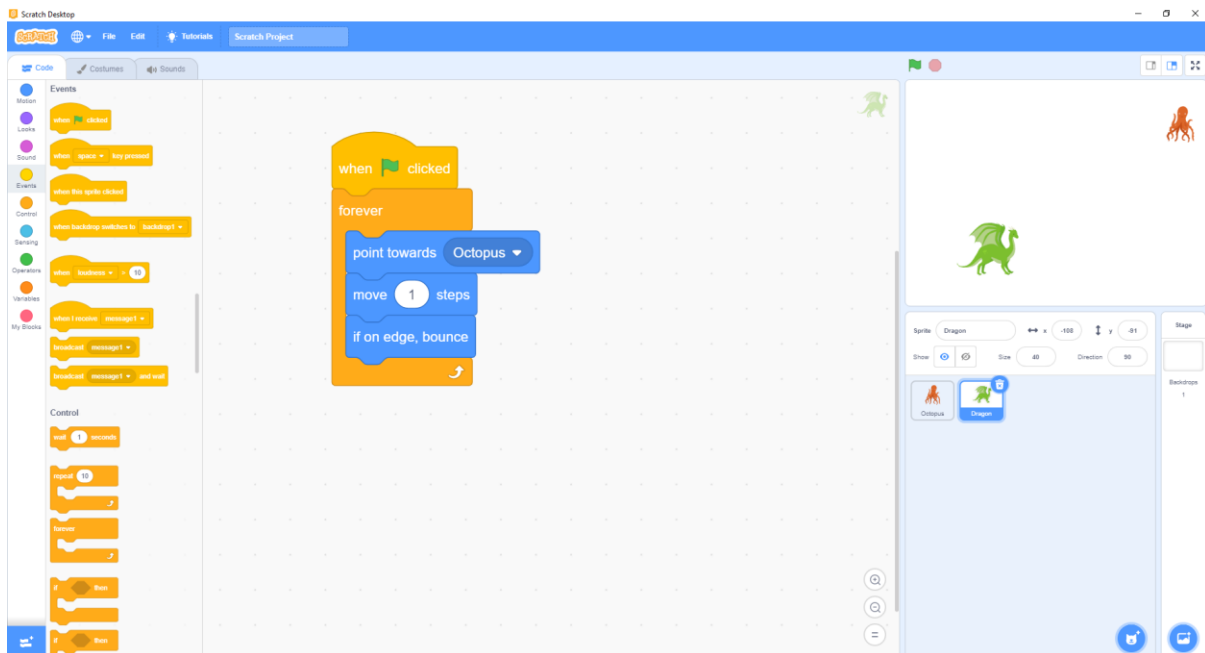 Scratch Desktop
SCRATCH File Edit Tutorials Scratch Project
Code Costumes Sounds
Motion
Looks
Sound
Events
Control
Sensing
Operators
Variables
My Blocks
Events
when clicked
when space key pressed
when this sprite clicked
when backdrop switches to backdrop1
when loudness > 10
when I receive message1
broadcast message1
broadcast message1 and wait
Control
wait 1 seconds
repeat 10
forever
if then
if then
when clicked
forever
point towards Octopus
move 1 steps
if on edge, bounce
Sprite Dragon x -108 y -91
Show Size 40 Direction 90
Octopus
Dragon
Stage
Backdrops
1